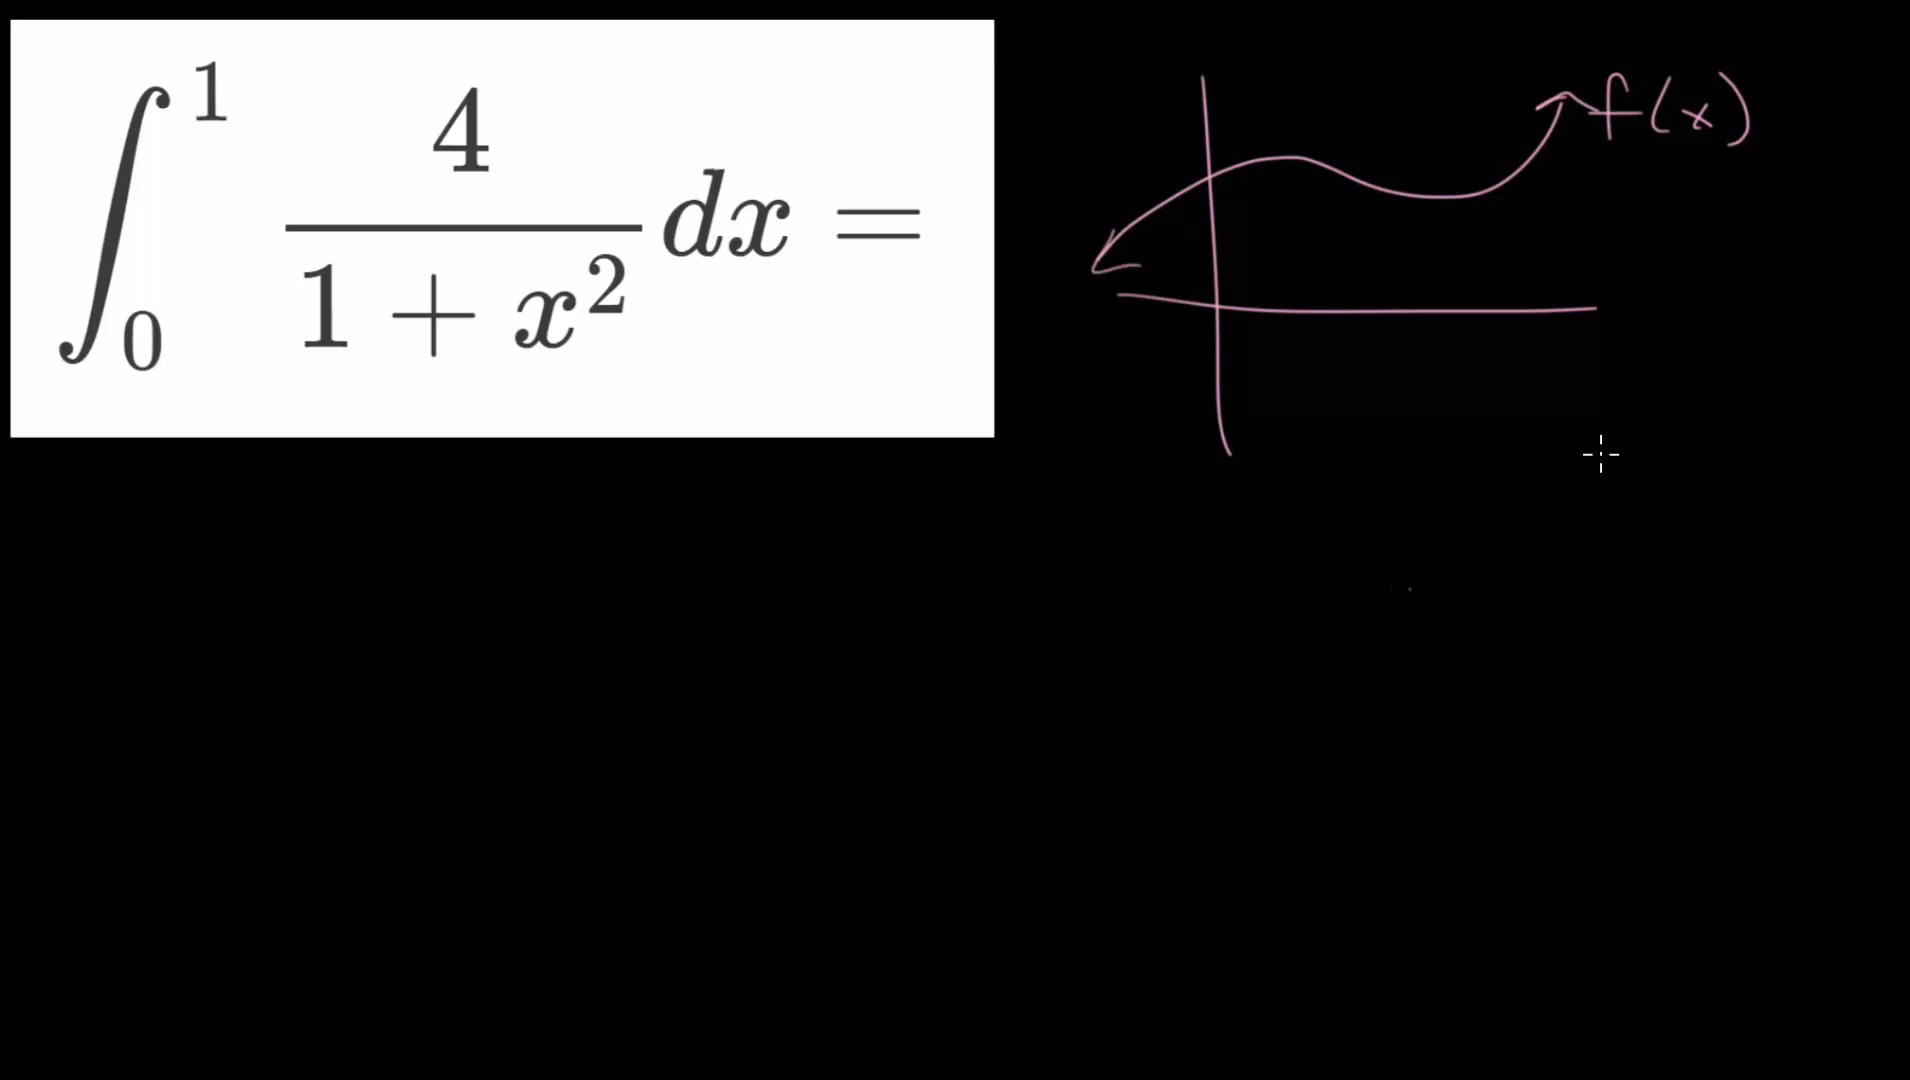 ∫₀¹ 4/(1 + x²) dx =
f(x)